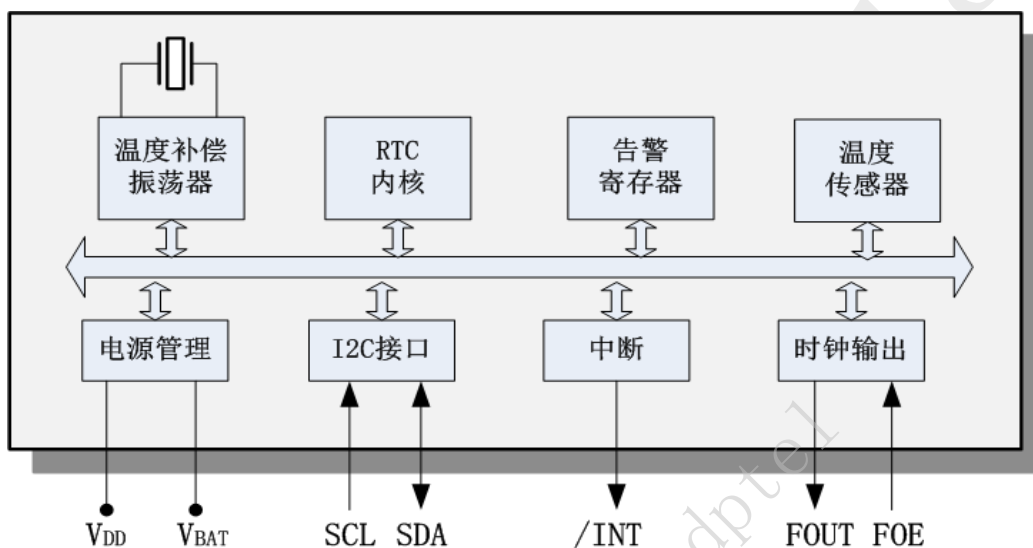 温度补偿
振荡器
RTC
内核
告警
寄存器
温度
传感器
电源管理
I2C接口
中断
时钟输出
VDD
VBAT
SCL
SDA
/INT
FOUT
FOE
dptel